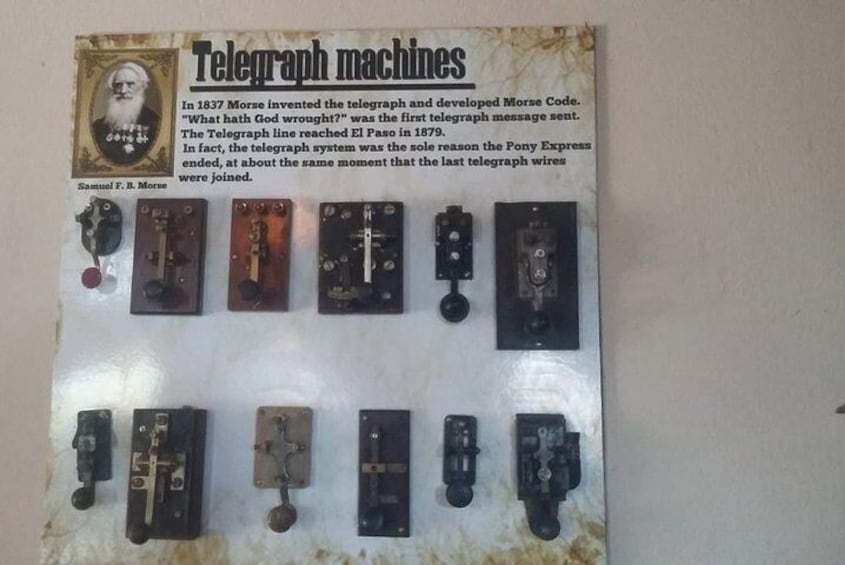 Telegraph machines
In 1837 Morse invented the telegraph and developed Morse Code.
"What hath God wrought?" was the first telegraph message sent.
The Telegraph line reached El Paso in 1879.
In fact, the telegraph system was the sole reason the Pony Express
ended, at about the same moment that the last telegraph wires
were joined.
Samuel F. B. Morse